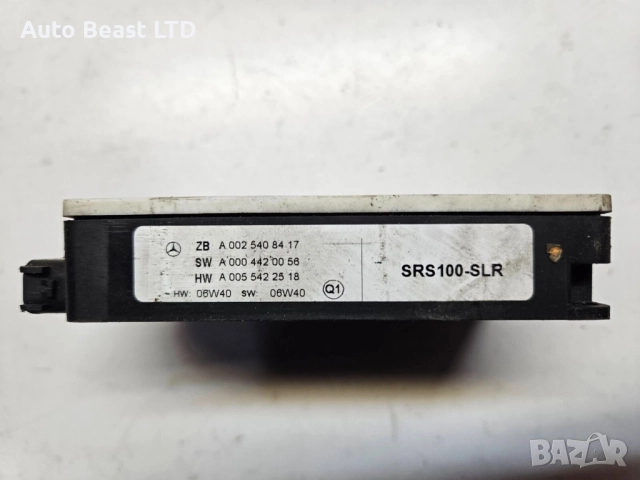 Auto Beast LTD
ZB A 002 540 84 17
SW A 000 442 00 56
HW A 005 542 25 18
- HW: 06W40 SW: 06W40 Q1
SRS100-SLR
BAZAR